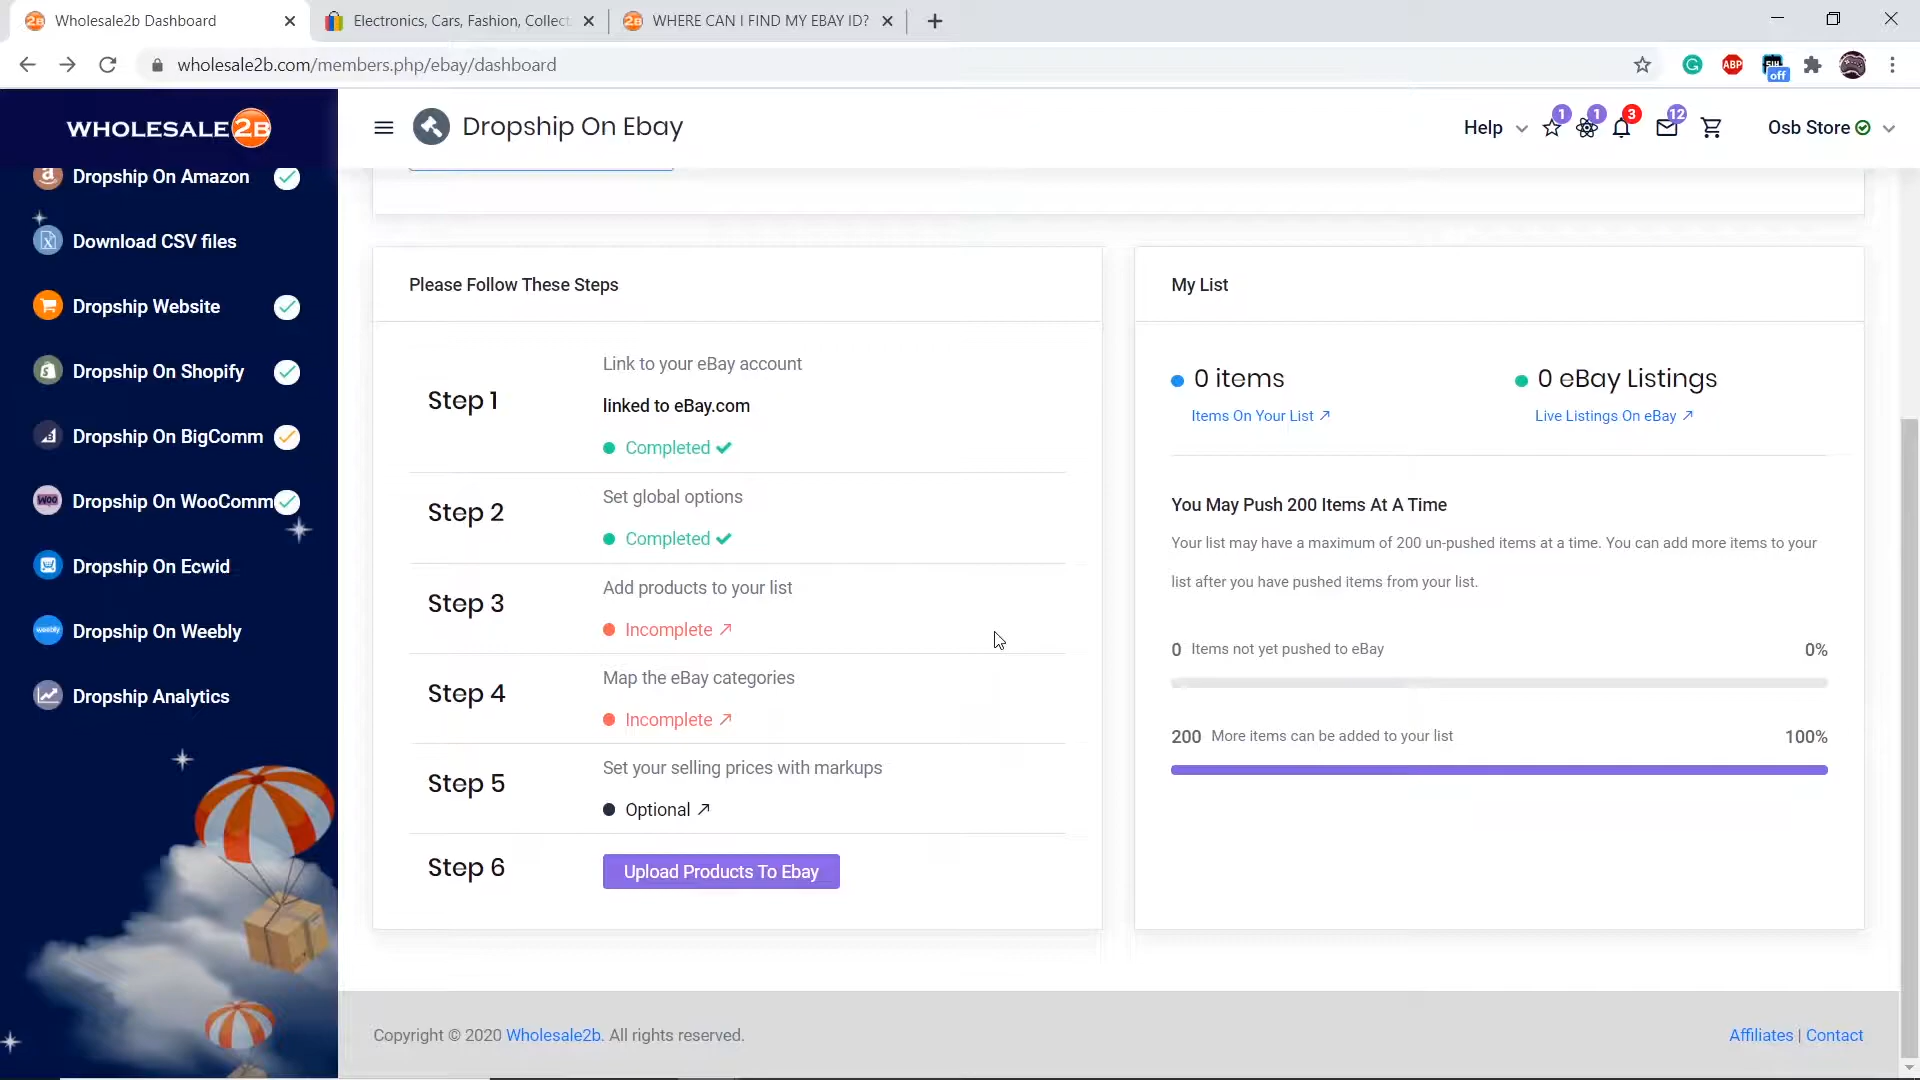 Wholesale2b Dashboard
Electronics, Cars, Fashion, Collect
WHERE CAN I FIND MY EBAY ID?
wholesale2b.com/members.php/ebay/dashboard
ABP
off
WHOLESALE2B
Dropship On Ebay
Help
1
1
3
12
Osb Store
Dropship On Amazon
Download CSV files
Dropship Website
Dropship On Shopify
Dropship On BigComm
Dropship On WooComm
Dropship On Ecwid
Dropship On Weebly
Dropship Analytics
Please Follow These Steps
Step 1
Link to your eBay account
linked to eBay.com
Completed
Step 2
Set global options
Completed
Step 3
Add products to your list
Incomplete
Step 4
Map the eBay categories
Incomplete
Step 5
Set your selling prices with markups
Optional
Step 6
Upload Products To Ebay
My List
0 items
Items On Your List
0 eBay Listings
Live Listings On eBay
You May Push 200 Items At A Time
Your list may have a maximum of 200 un-pushed items at a time. You can add more items to your
list after you have pushed items from your list.
0 Items not yet pushed to eBay 0%
200 More items can be added to your list 100%
Copyright © 2020 Wholesale2b. All rights reserved.
Affiliates | Contact